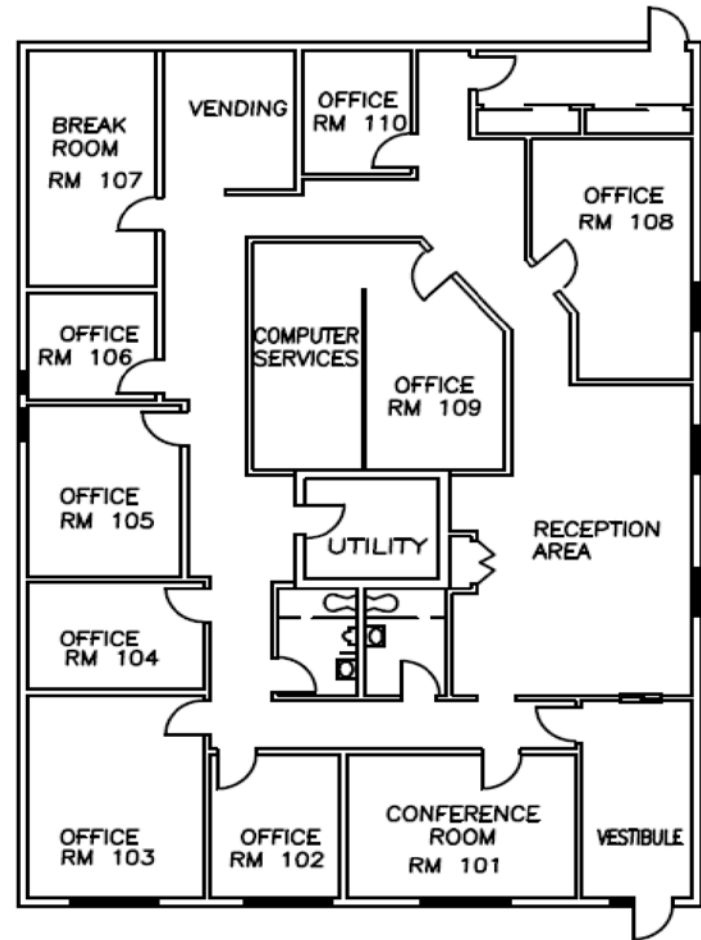 BREAK
ROOM
RM 107
VENDING
OFFICE
RM 110
OFFICE
RM 108
OFFICE
RM 106
COMPUTER
SERVICES
OFFICE
RM 109
OFFICE
RM 105
UTILITY
RECEPTION
AREA
OFFICE
RM 104
OFFICE
RM 103
OFFICE
RM 102
CONFERENCE
ROOM
RM 101
VESTIBULE